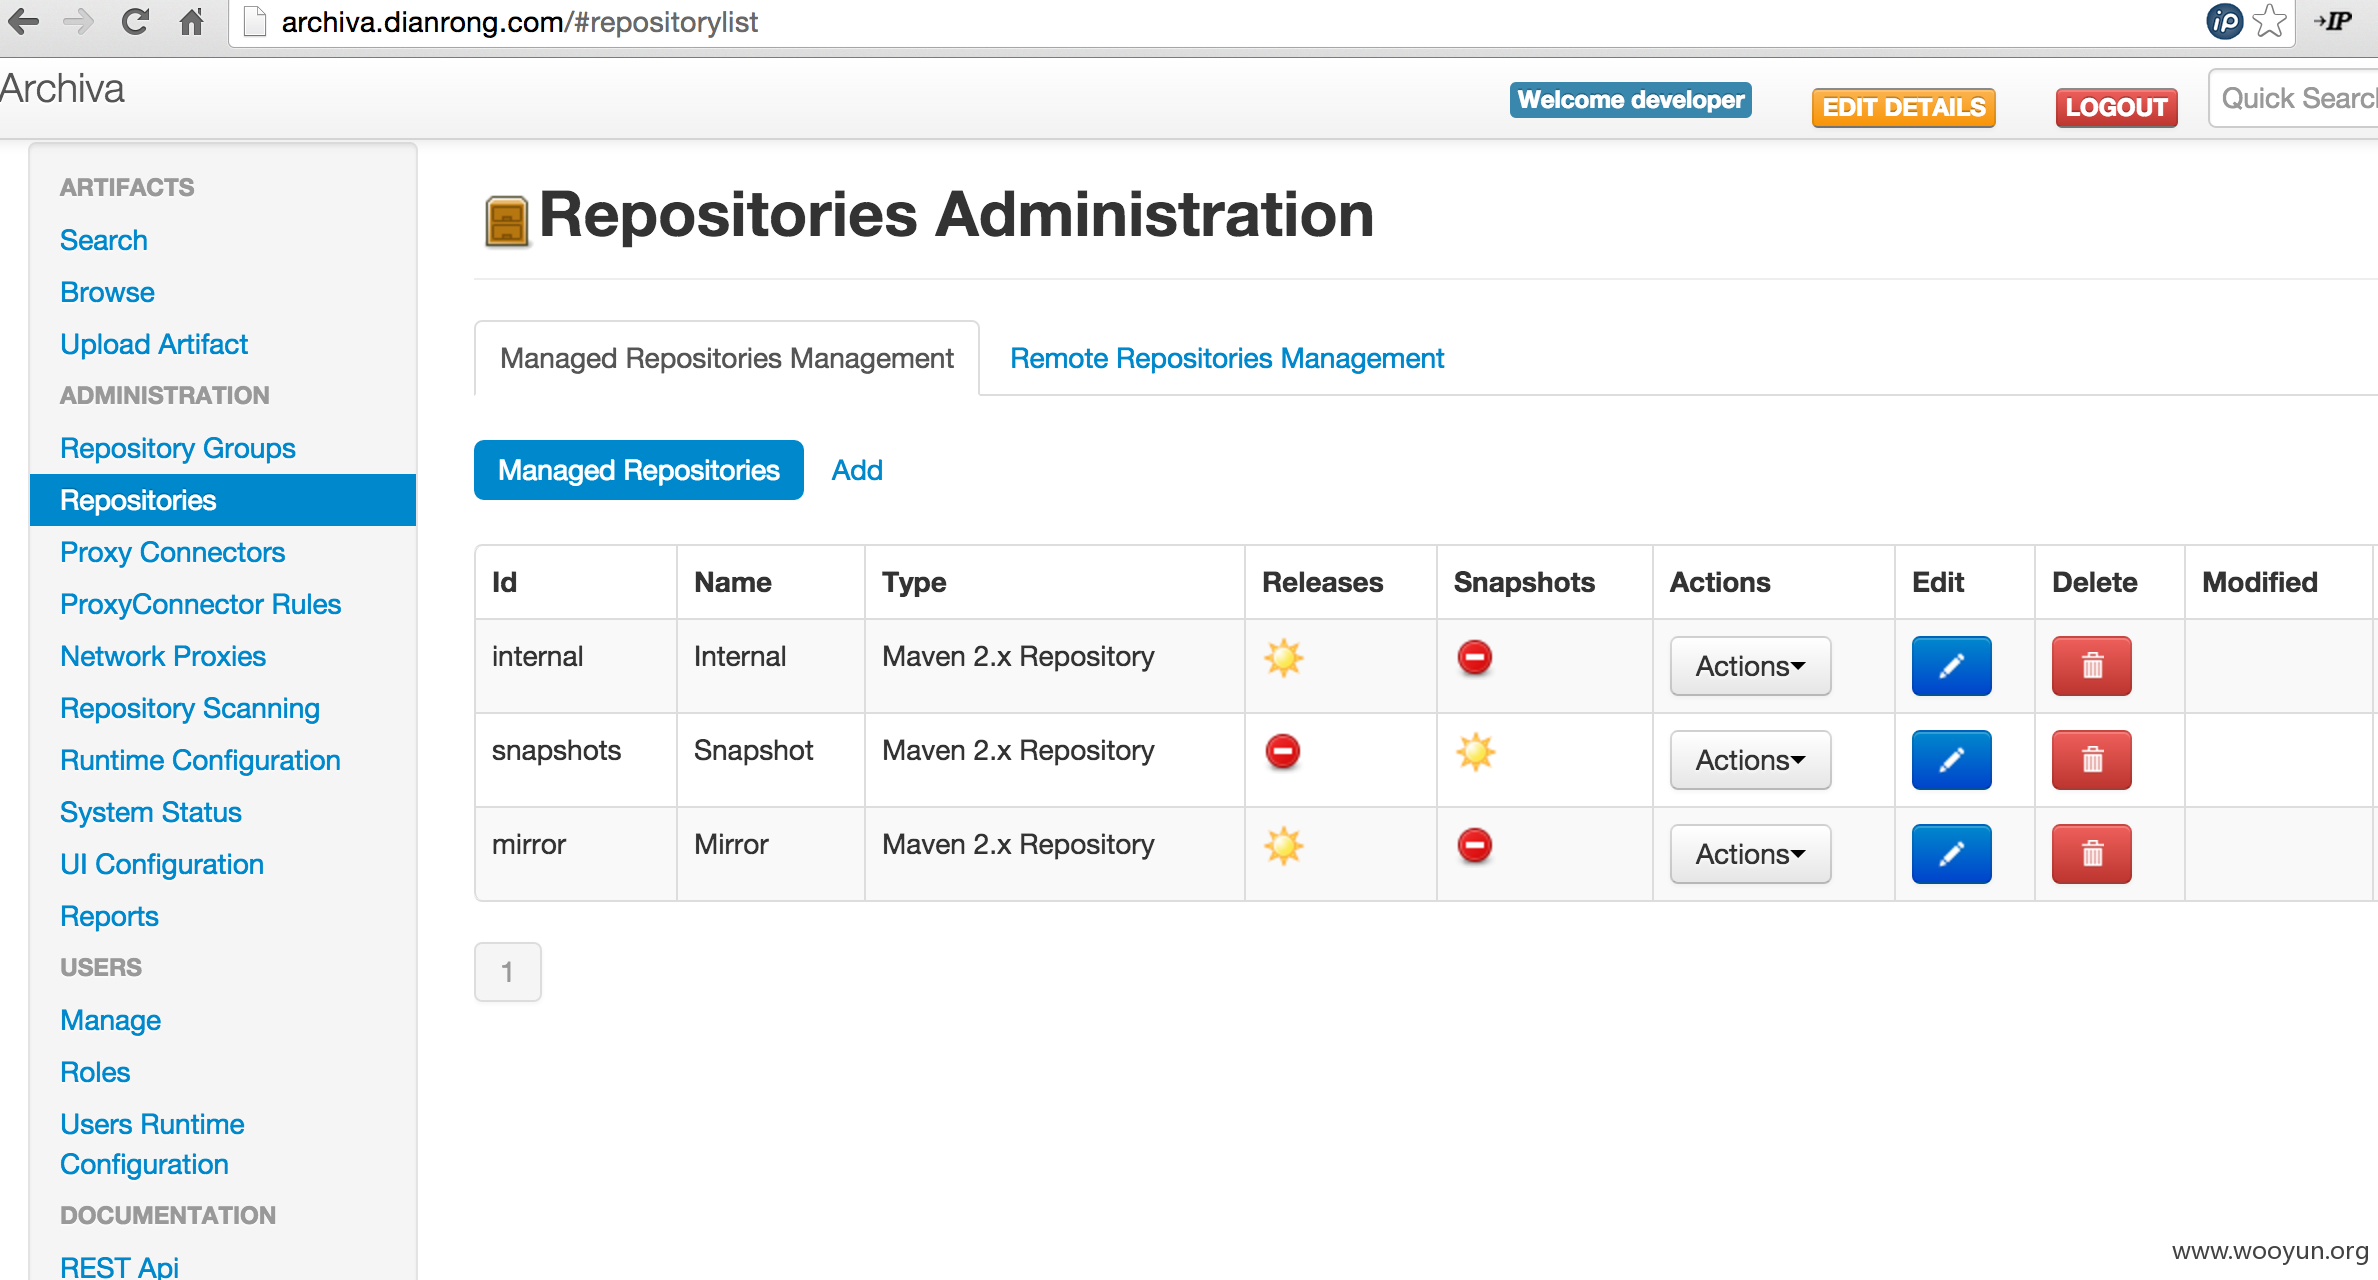 archiva.dianrong.com/#repositorylist
ip
IP
Archiva
Welcome developer
EDIT DETAILS
LOGOUT
Quick Search
ARTIFACTS
Search
Browse
Upload Artifact
ADMINISTRATION
Repository Groups
Repositories
Proxy Connectors
ProxyConnector Rules
Network Proxies
Repository Scanning
Runtime Configuration
System Status
UI Configuration
Reports
USERS
Manage
Roles
Users Runtime
Configuration
DOCUMENTATION
REST Api
Repositories Administration
Managed Repositories Management
Remote Repositories Management
Managed Repositories
Add
Id Name Type Releases Snapshots Actions Edit Delete Modified
internal Internal Maven 2.x Repository Actions
snapshots Snapshot Maven 2.x Repository Actions
mirror Mirror Maven 2.x Repository Actions
1
www.wooyun.org